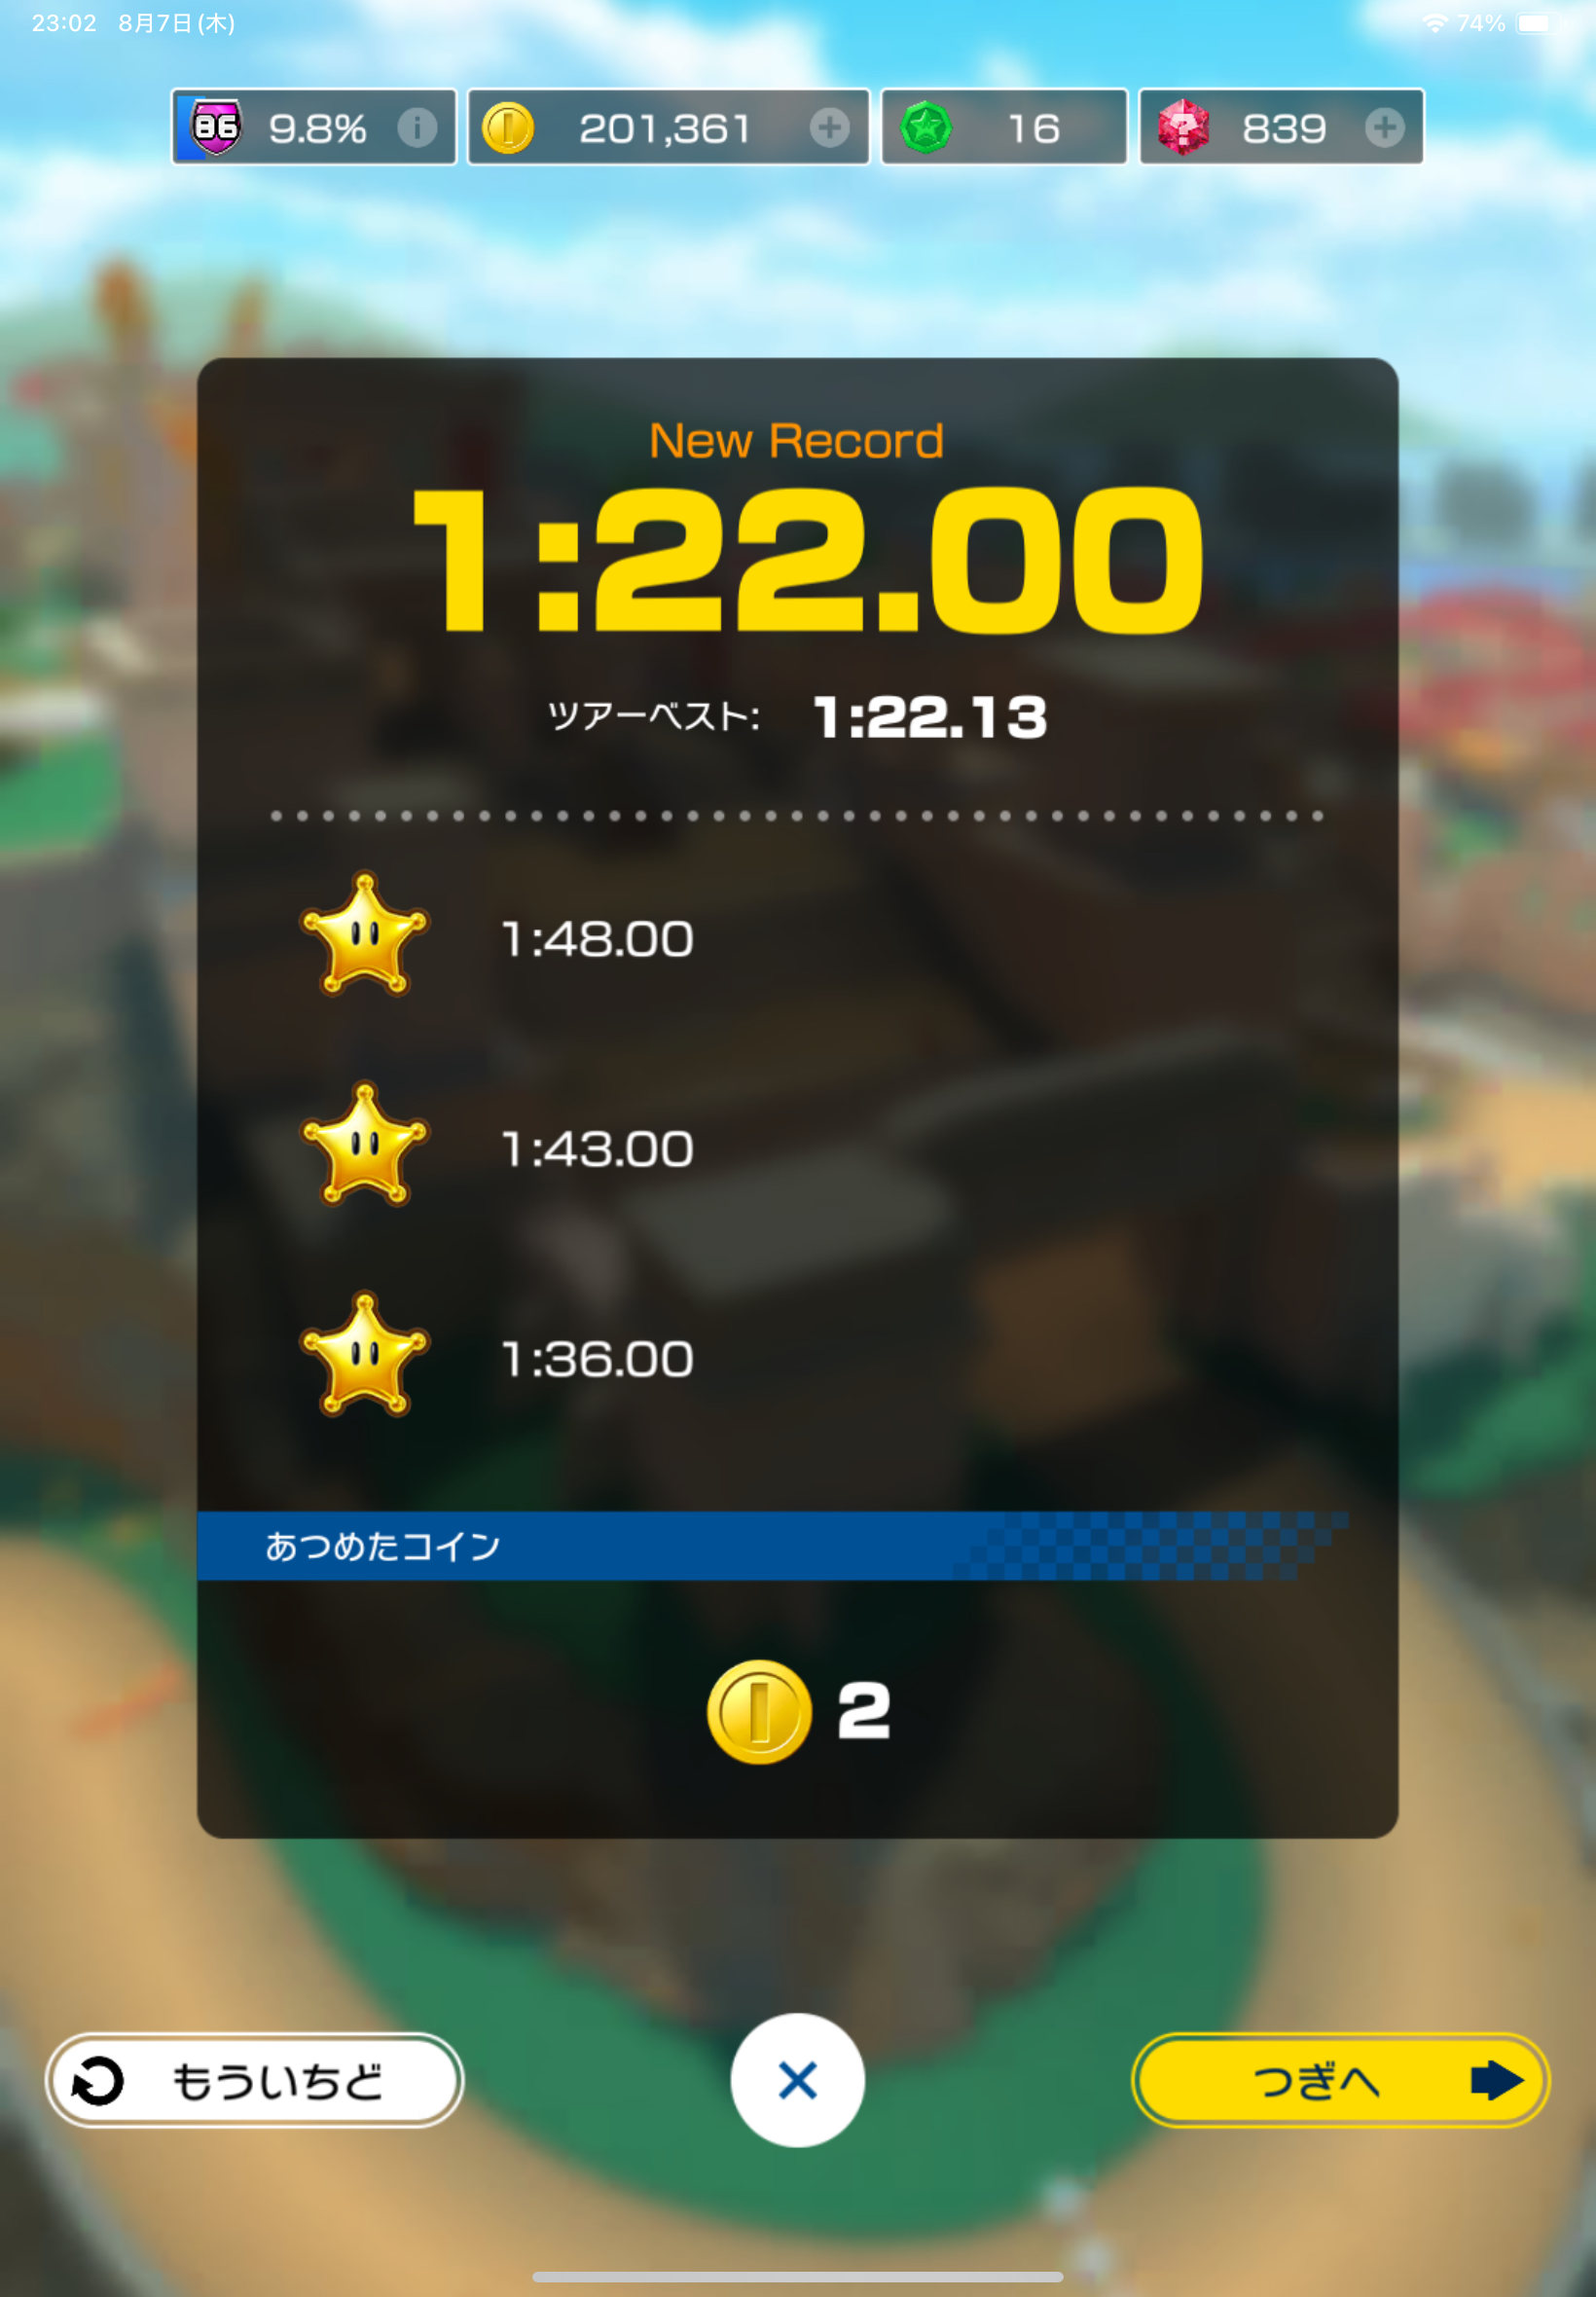 23:02 8月7日(木) 74%
86 9.8% i 201,361 + 16 ? 839 +
New Record
1:22.00
ツアーベスト: 1:22.13
1:48.00
1:43.00
1:36.00
あつめたコイン
2
もういちど × つぎへ